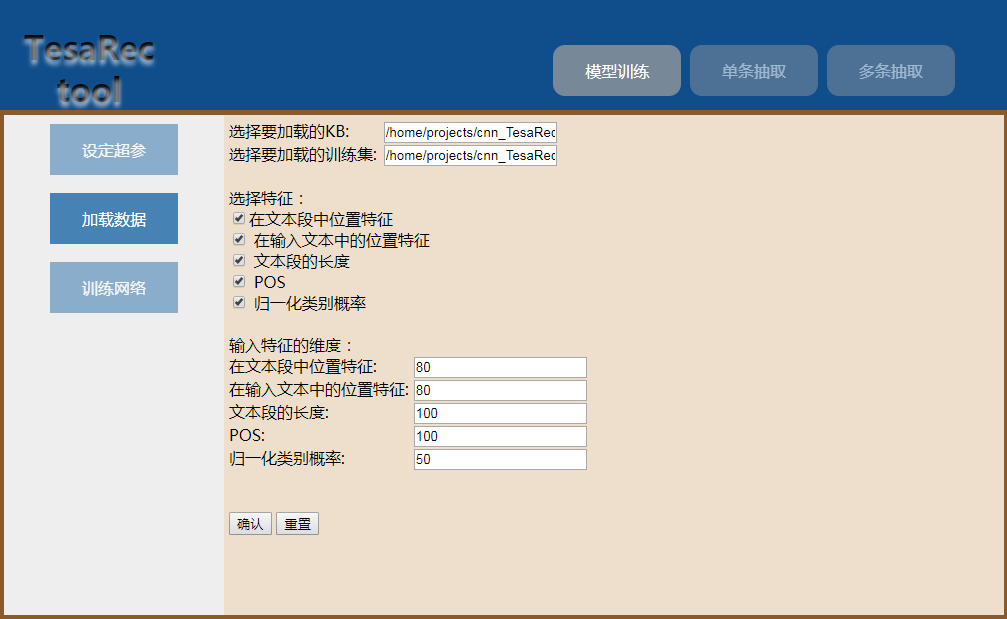 TesaRec
tool
模型训练 单条抽取 多条抽取
设定超参
加载数据
训练网络
选择要加载的KB: /home/projects/cnn_TesaRec
选择要加载的训练集: /home/projects/cnn_TesaRec
选择特征：
在文本段中位置特征
在输入文本中的位置特征
文本段的长度
POS
归一化类别概率
输入特征的维度：
在文本段中位置特征: 80
在输入文本中的位置特征: 80
文本段的长度: 100
POS: 100
归一化类别概率: 50
确认 重置